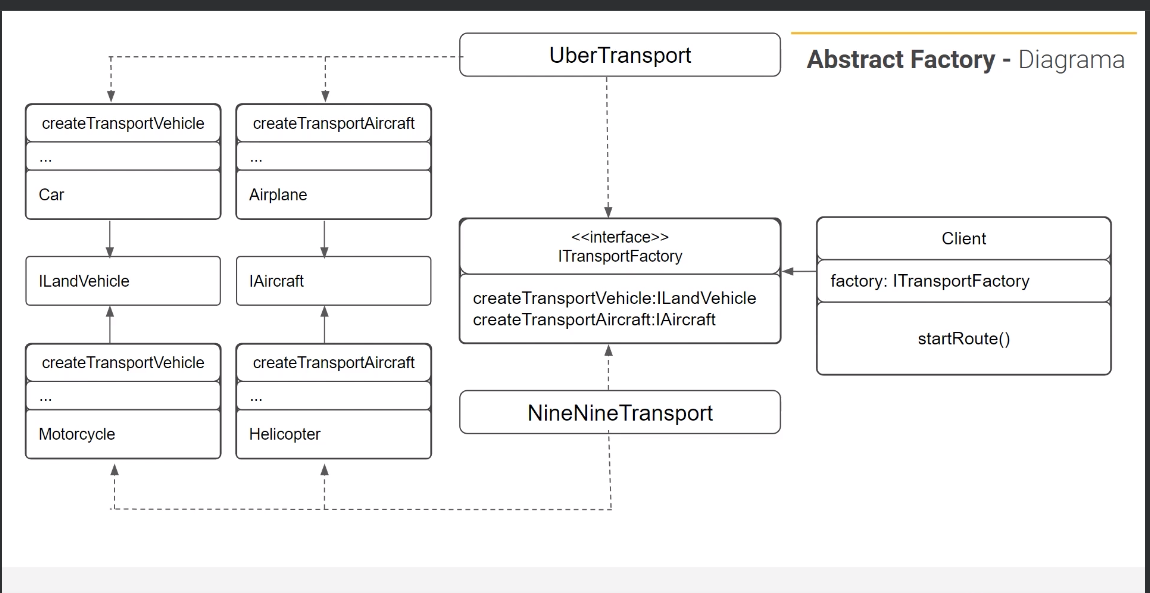 UberTransport
Abstract Factory - Diagrama
createTransportVehicle
...
Car
createTransportAircraft
...
Airplane
ILandVehicle
IAircraft
createTransportVehicle
...
Motorcycle
createTransportAircraft
...
Helicopter
<<interface>>
ITransportFactory
createTransportVehicle:ILandVehicle
createTransportAircraft:IAircraft
NineNineTransport
Client
factory: ITransportFactory
startRoute()